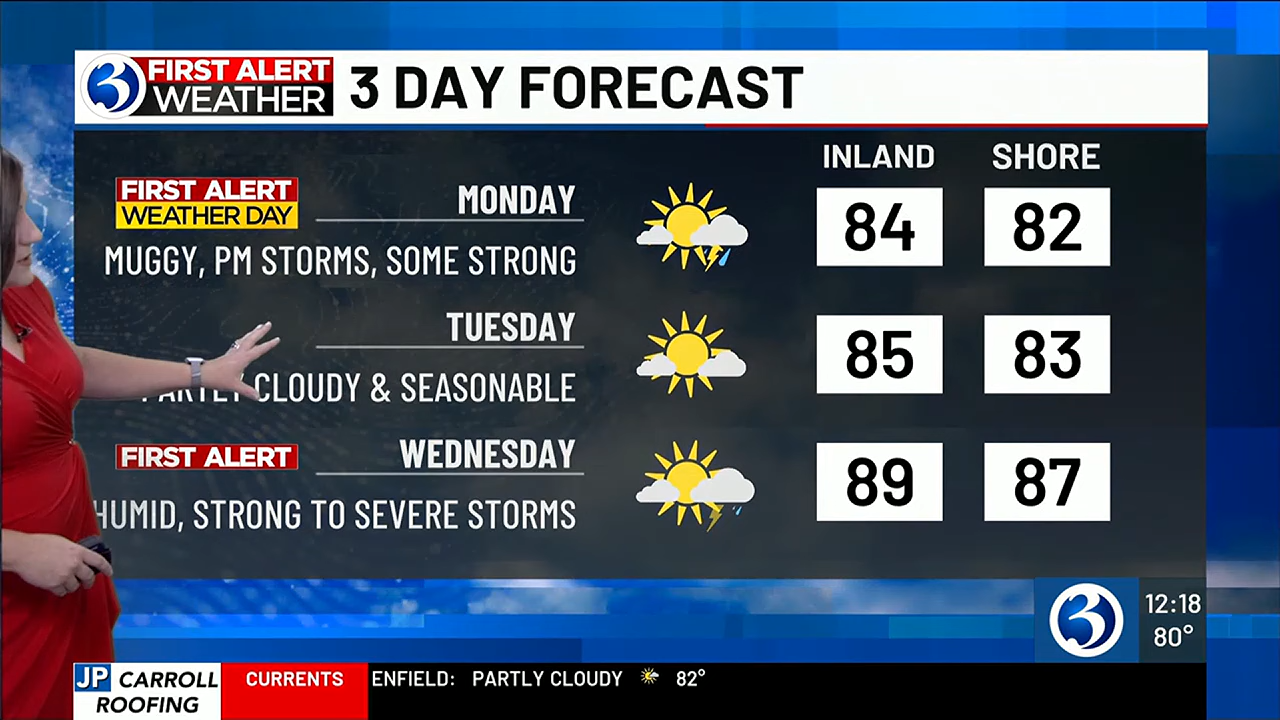 3 FIRST ALERT WEATHER 3 DAY FORECAST
INLAND SHORE
FIRST ALERT WEATHER DAY MONDAY 84 82
MUGGY, PM STORMS, SOME STRONG
TUESDAY 85 83
PARTLY CLOUDY & SEASONABLE
FIRST ALERT WEDNESDAY 89 87
HUMID, STRONG TO SEVERE STORMS
3 12:18
80°
JP CARROLL ROOFING CURRENTS ENFIELD: PARTLY CLOUDY 82°